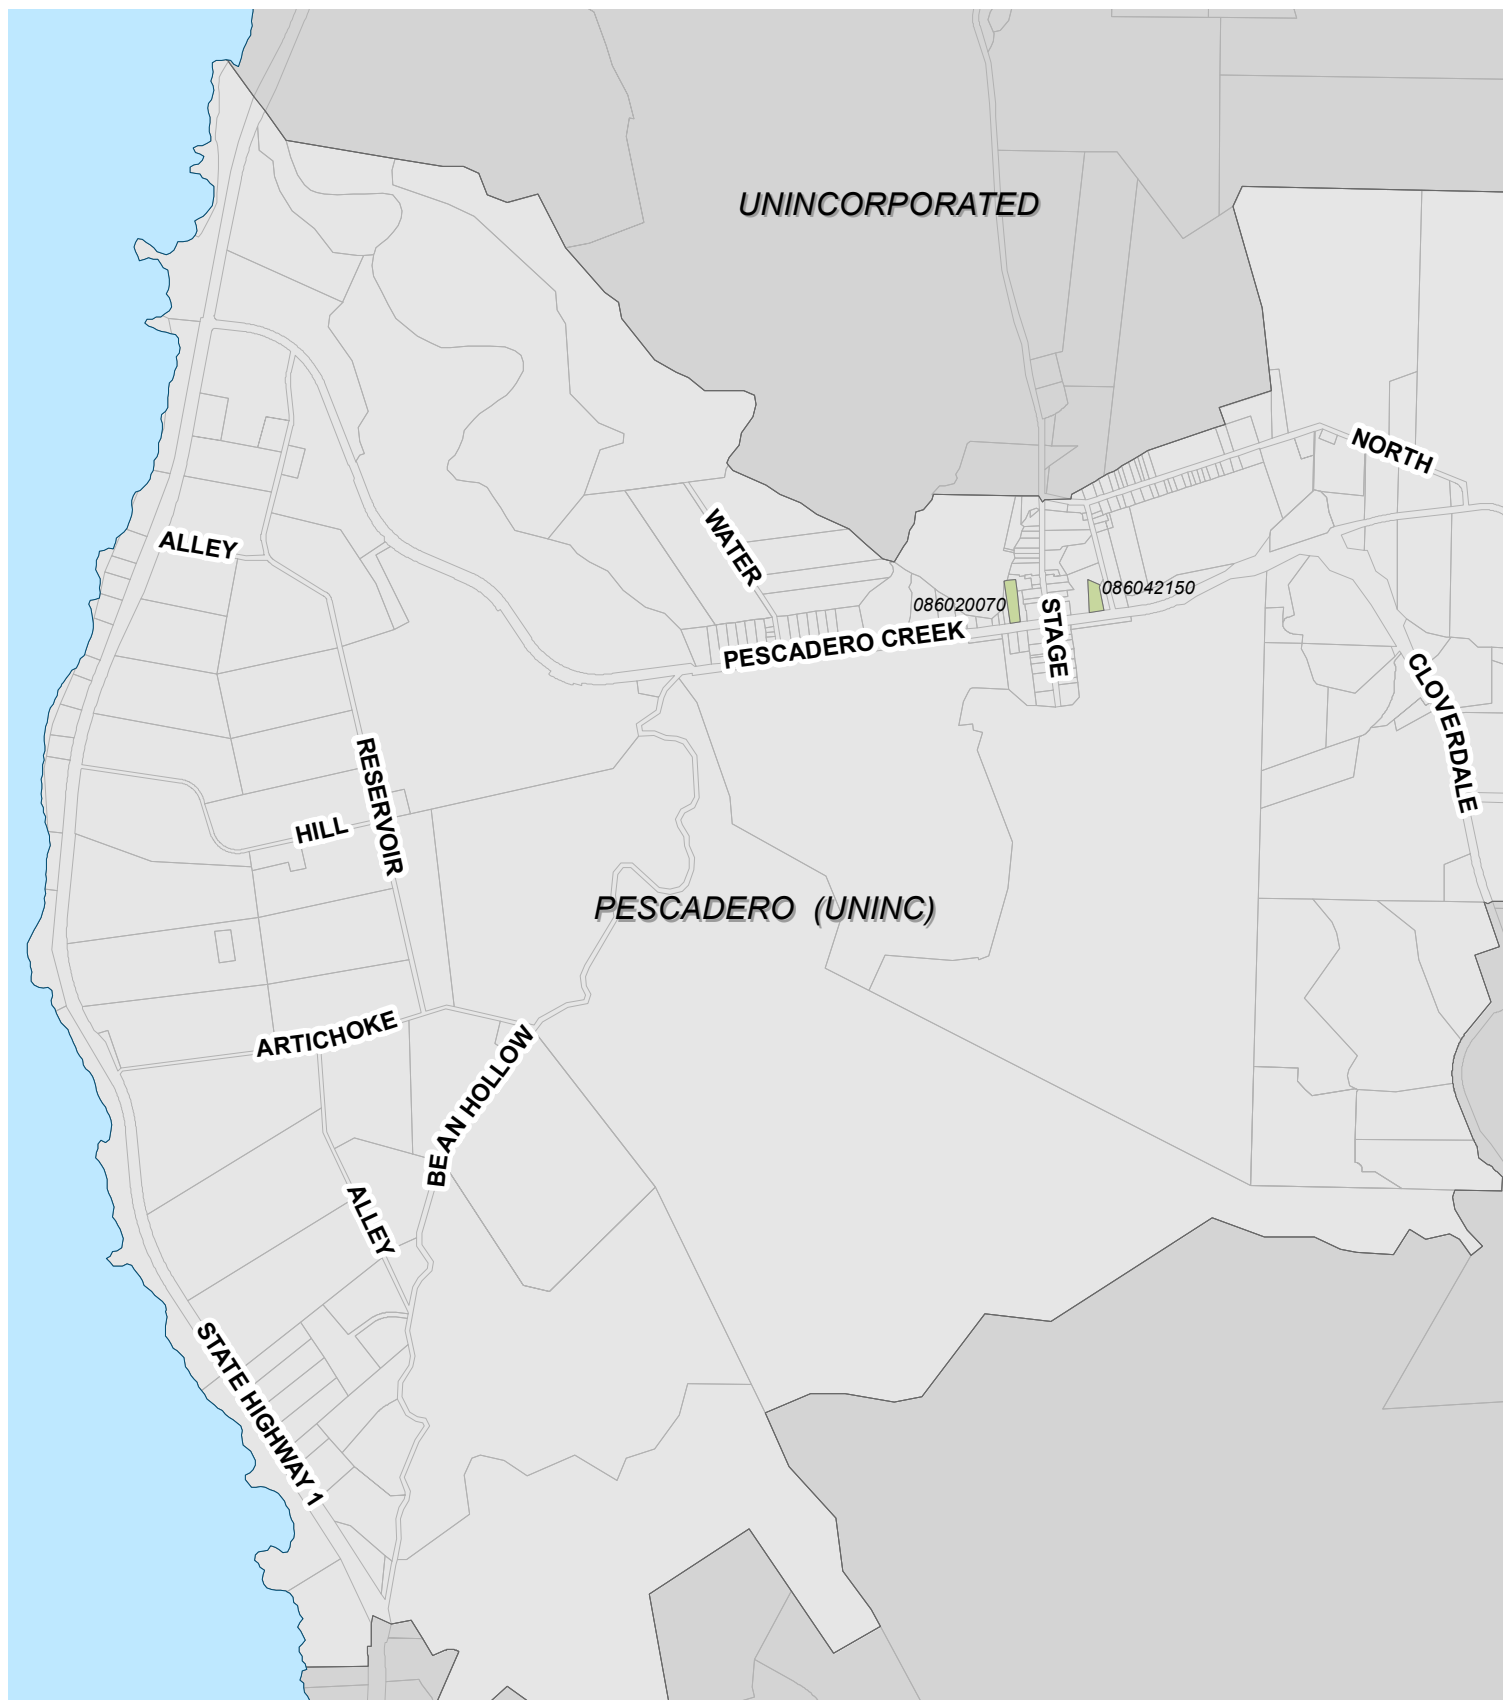 UNINCORPORATED
NORTH
WATER
ALLEY
086042150
086020070
STAGE
PESCADERO CREEK
CLOVERDALE
RESERVOIR
HILL
PESCADERO (UNINC)
ARTICHOKE
BEAN HOLLOW
ALLEY
STATE HIGHWAY 1